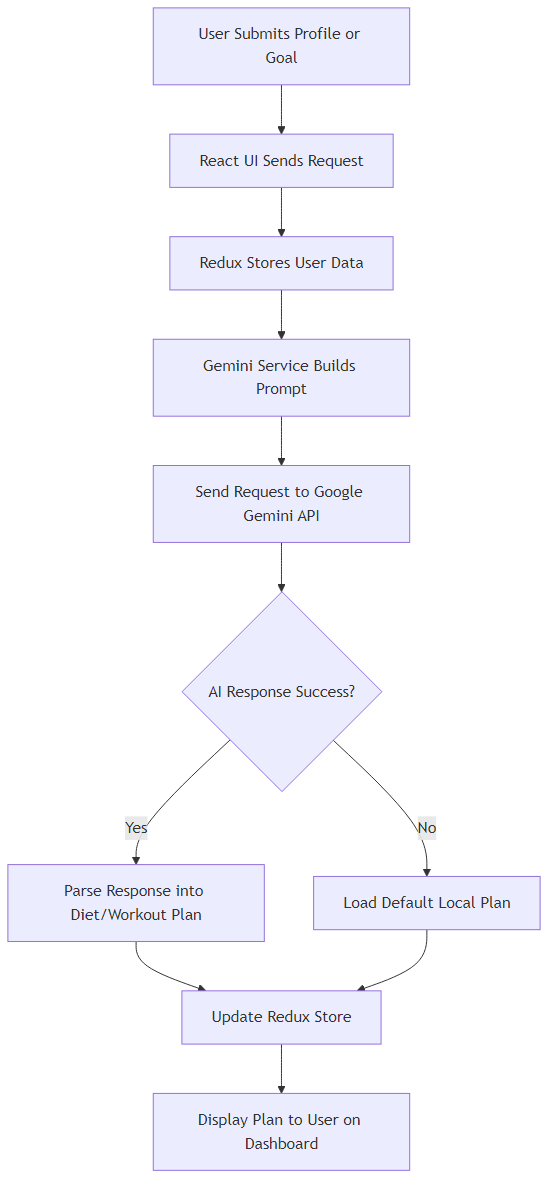 User Submits Profile or
Goal
React UI Sends Request
Redux Stores User Data
Gemini Service Builds
Prompt
Send Request to Google
Gemini API
AI Response Success?
Yes
No
Parse Response into
Diet/Workout Plan
Load Default Local Plan
Update Redux Store
Display Plan to User on
Dashboard